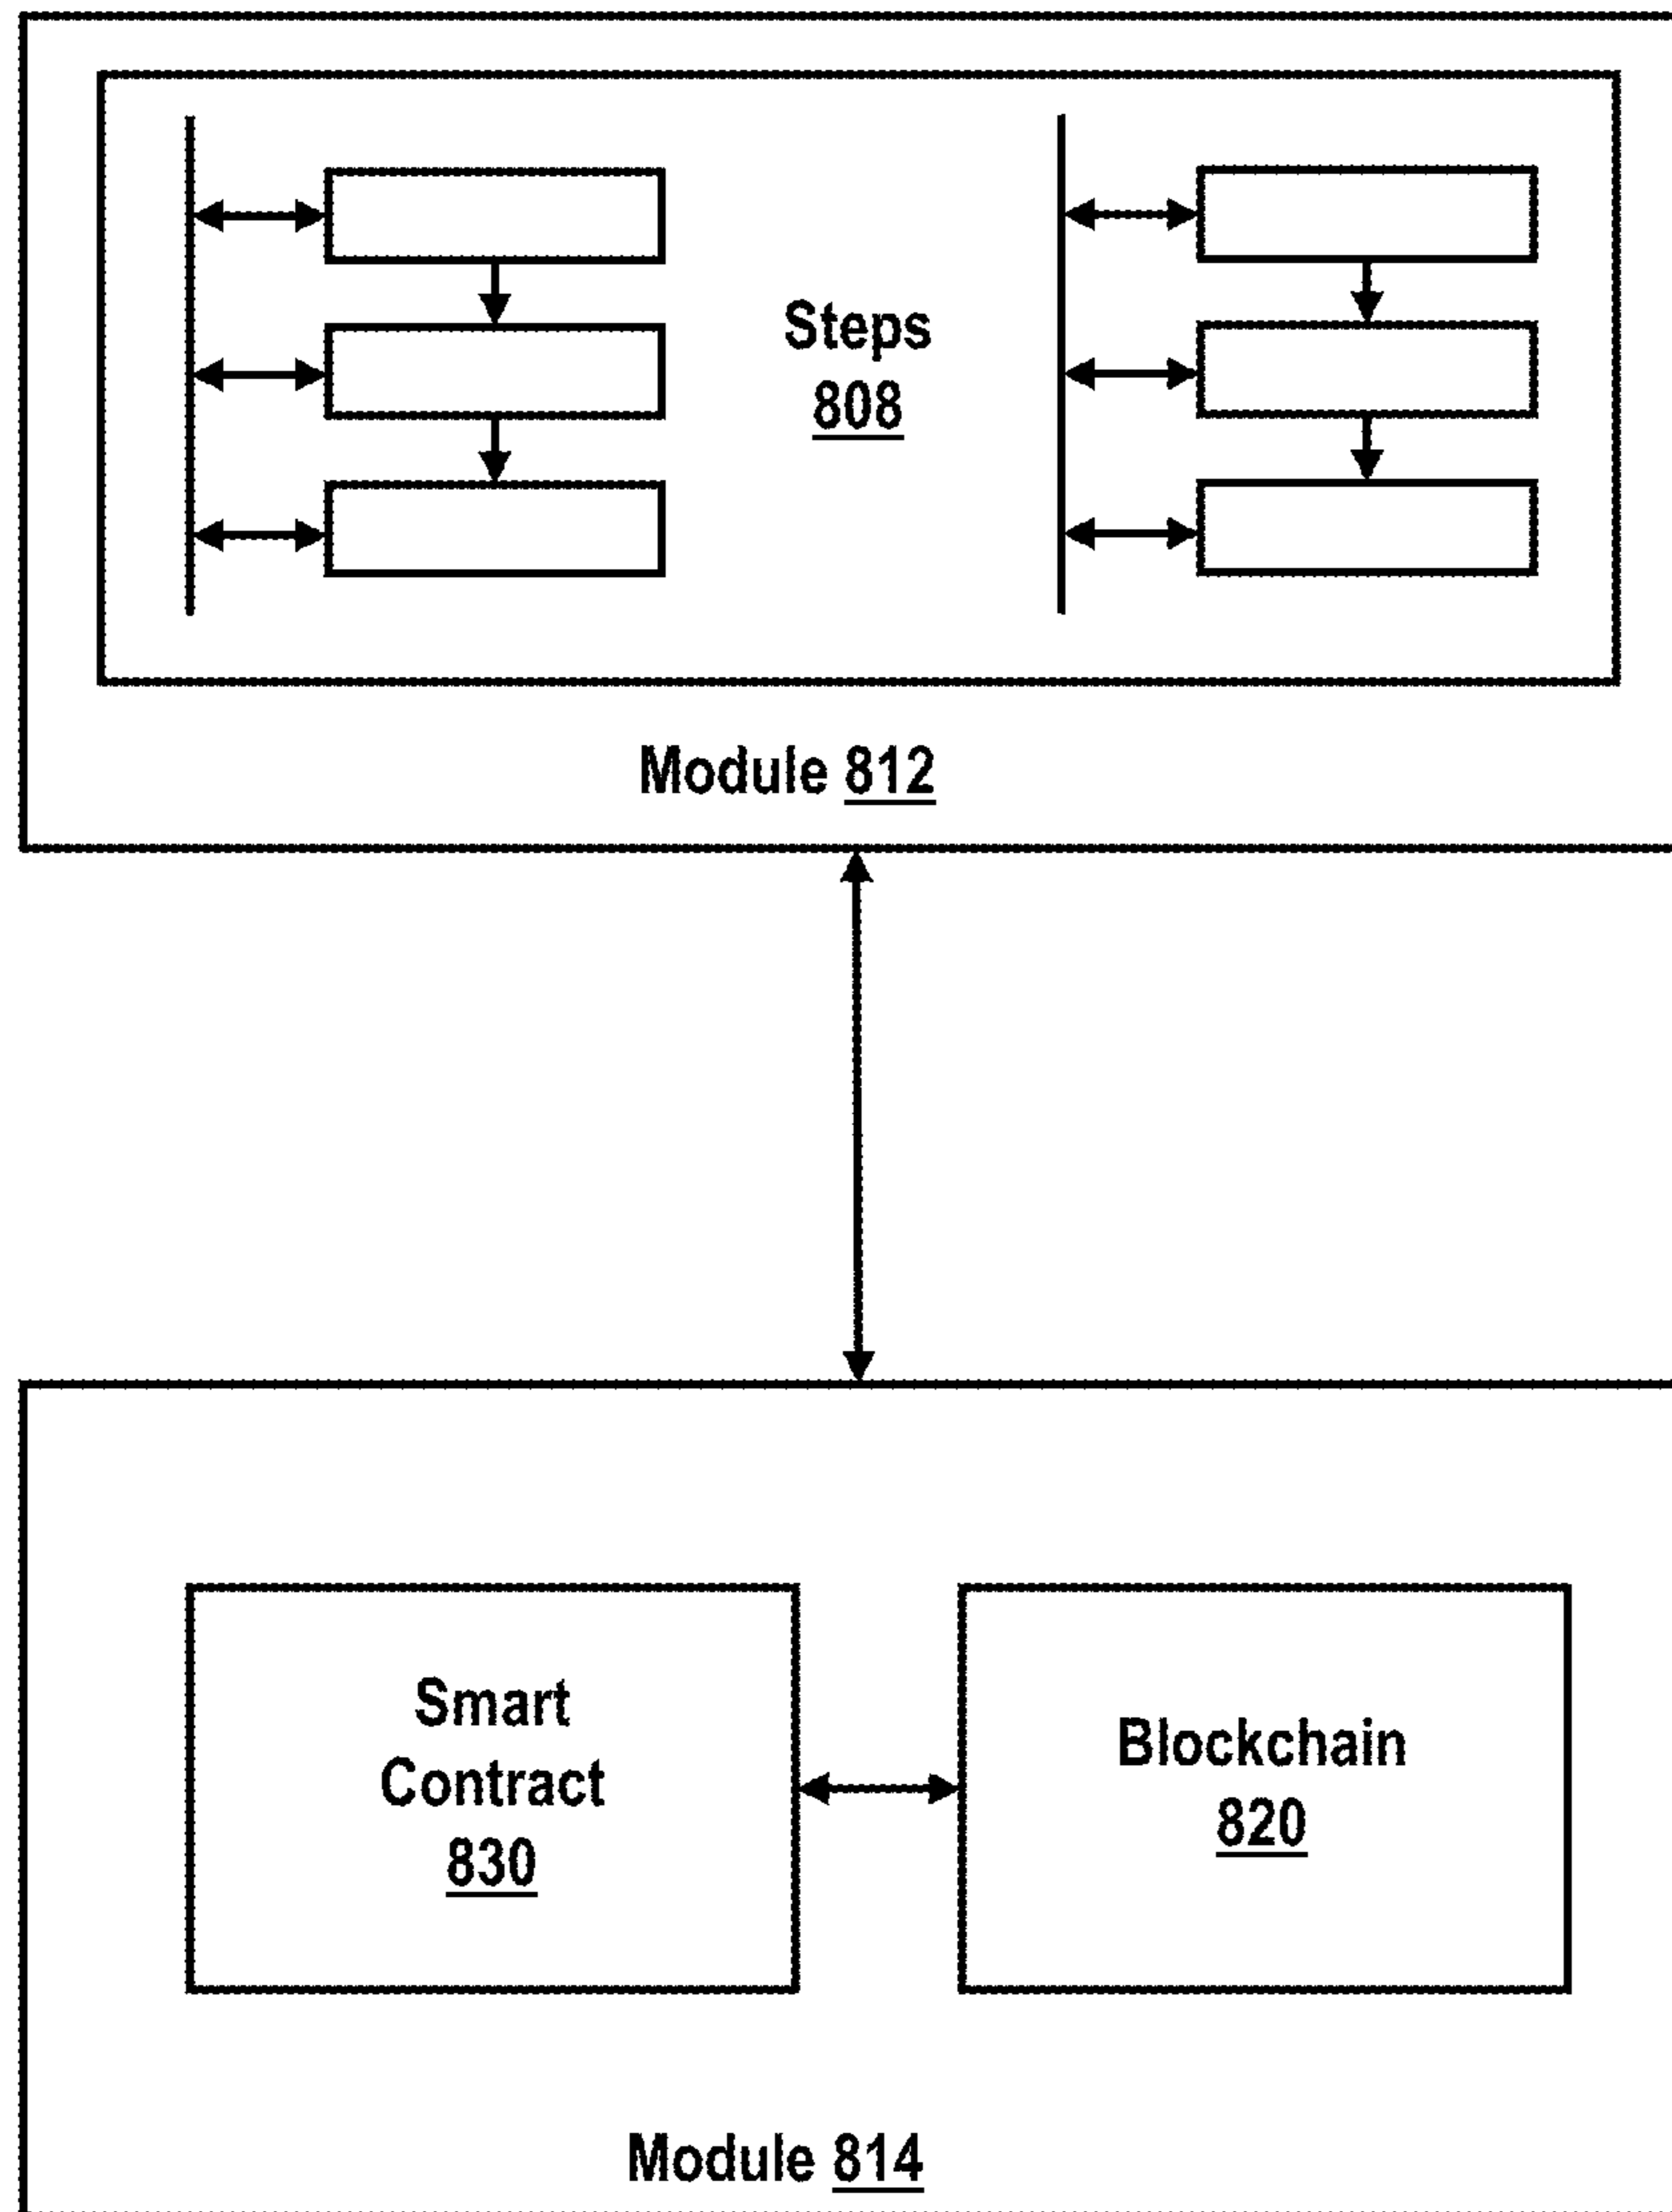 Steps
808
Module 812
Smart
Contract
830
Blockchain
820
Module 814